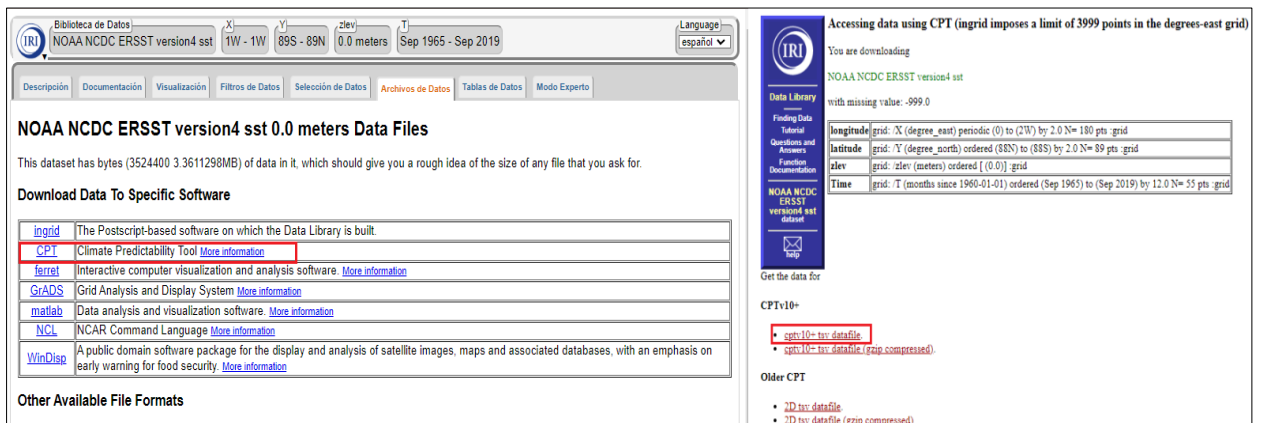 IRI
Biblioteca de Datos
NOAA NCDC ERSST version4 sst
X
1W - 1W
Y
89S - 89N
zlev
0.0 meters
T
Sep 1965 - Sep 2019
Language
español
Descripción
Documentación
Visualización
Filtros de Datos
Selección de Datos
Archivos de Datos
Tablas de Datos
Modo Experto
NOAA NCDC ERSST version4 sst 0.0 meters Data Files
This dataset has bytes (3524400 3.3611298MB) of data in it, which should give you a rough idea of the size of any file that you ask for.
Download Data To Specific Software
ingrid The Postscript-based software on which the Data Library is built.
CPT Climate Predictability Tool More information
ferret Interactive computer visualization and analysis software. More information
GrADS Grid Analysis and Display System More information
matlab Data analysis and visualization software. More information
NCL NCAR Command Language More information
WinDisp A public domain software package for the display and analysis of satellite images, maps and associated databases, with an emphasis on
early warning for food security. More information
Other Available File Formats
IRI
Data Library
Finding Data
Tutorial
Questions and
Answers
Function
Documentation
NOAA NCDC
ERSST
version4 sst
dataset
help
Accessing data using CPT (ingrid imposes a limit of 3999 points in the degrees-east grid)
You are downloading
NOAA NCDC ERSST version4 sst
with missing value: -999.0
longitude grid: /X (degree_east) periodic (0) to (2W) by 2.0 N= 180 pts :grid
latitude grid: /Y (degree_north) ordered (88N) to (88S) by 2.0 N= 89 pts :grid
zlev grid: /zlev (meters) ordered [ (0.0)] :grid
Time grid: /T (months since 1960-01-01) ordered (Sep 1965) to (Sep 2019) by 12.0 N= 55 pts :grid
Get the data for
CPTv10+
cptv10+ tsv datafile.
cptv10+ tsv datafile (gzip compressed).
Older CPT
2D tsv datafile.
2D tsv datafile (gzip compressed)